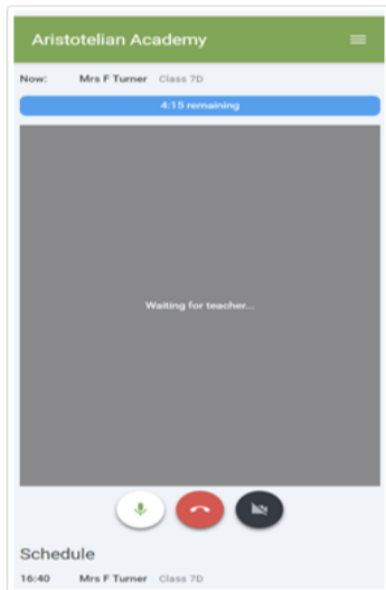 Aristotelian Academy
Now: Mrs F Turner Class 7D
4:15 remaining
Waiting for teacher...
Schedule
16:40 Mrs F Turner Class 7D